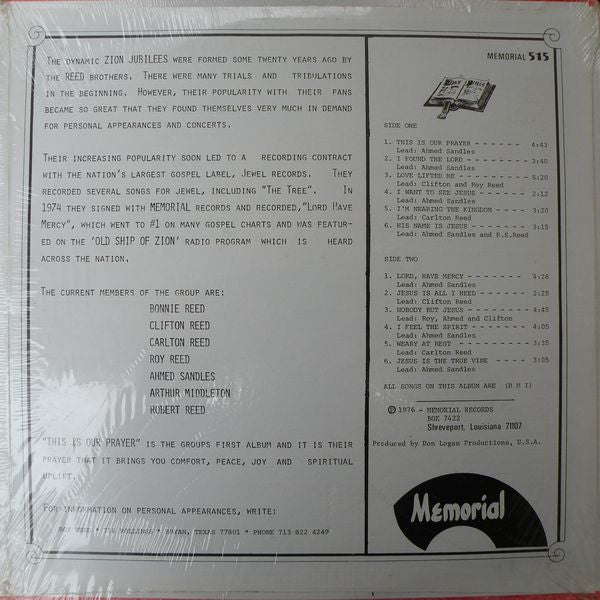 THE DYNAMIC ZION JUBILEES WERE FORMED SOME TWENTY YEARS AGO BY
THE REED BROTHERS. THERE WERE MANY TRIALS AND TRIBULATIONS
IN THE BEGINNING. HOWEVER, THEIR POPULARITY WITH THEIR FANS
BECAME SO GREAT THAT THEY FOUND THEMSELVES VERY MUCH IN DEMAND
FOR PERSONAL APPEARANCES AND CONCERTS.
THEIR INCREASING POPULARITY SOON LED TO A RECORDING CONTRACT
WITH THE NATION'S LARGEST GOSPEL LABEL, JEWEL RECORDS. THEY
RECORDED SEVERAL SONGS FOR JEWEL, INCLUDING "THE TREE". IN
1974 THEY SIGNED WITH MEMORIAL RECORDS AND RECORDED,"LORD HAVE
MERCY", WHICH WENT TO #1 ON MANY GOSPEL CHARTS AND WAS FEATUR-
ED ON THE 'OLD SHIP OF ZION' RADIO PROGRAM WHICH IS HEARD
ACROSS THE NATION.
THE CURRENT MEMBERS OF THE GROUP ARE:
BONNIE REED
CLIFTON REED
CARLTON REED
ROY REED
AHMED SANDLES
ARTHUR MIDDLETON
ROBERT REED
"THIS IS OUR PRAYER" IS THE GROUPS FIRST ALBUM AND IT IS THEIR
PRAYER THAT IT BRINGS YOU COMFORT, PEACE, JOY AND SPIRITUAL
UPLIFT.
FOR INFORMATION ON PERSONAL APPEARANCES, WRITE:
BRYAN, TEXAS 77801 • PHONE 713 822 4249
MEMORIAL 515
HOLY BIBLE
SIDE ONE
1. THIS IS OUR PRAYER - - - - - - 4:43
Lead: Ahmed Sandles
2. I FOUND THE LORD - - - - - - - 3:40
Lead: Ahmed Sandles
3. LOVE LIFTED ME - - - - - - - - 5:20
Lead: Clifton and Roy Reed
4. I WANT TO SEE JESUS - - - - - - 2:12
Lead: Ahmed Sandles
5. I'M NEARING THE KINGDOM - - - - 3:20
Lead: Carlton Reed
6. HIS NAME IS JESUS - - - - - - - 3:15
Lead: Ahmed Sandles and R.S.Reed
SIDE TWO
1. LORD, HAVE MERCY - - - - - - - 4:26
Lead: Ahmed Sandles
2. JESUS IS ALL I NEED - - - - - - 2:25
Lead: Clifton Reed
3. NOBODY BUT JESUS - - - - - - - 4:45
Lead: Roy, Ahmed and Clifton
4. I FEEL THE SPIRIT - - - - - - - 4:05
Lead: Ahmed Sandles
5. WEARY AT REST - - - - - - - - - 3:35
Lead: Carlton Reed
6. JESUS IS THE TRUE VINE - - - - 3:05
Lead: Ahmed Sandles
ALL SONGS ON THIS ALBUM ARE (B M I)
Ⓟ 1976 - MEMORIAL RECORDS
BOX 7422
Shreveport, Louisiana 71107
Produced by Don Logan Productions, U.S.A.
Memorial